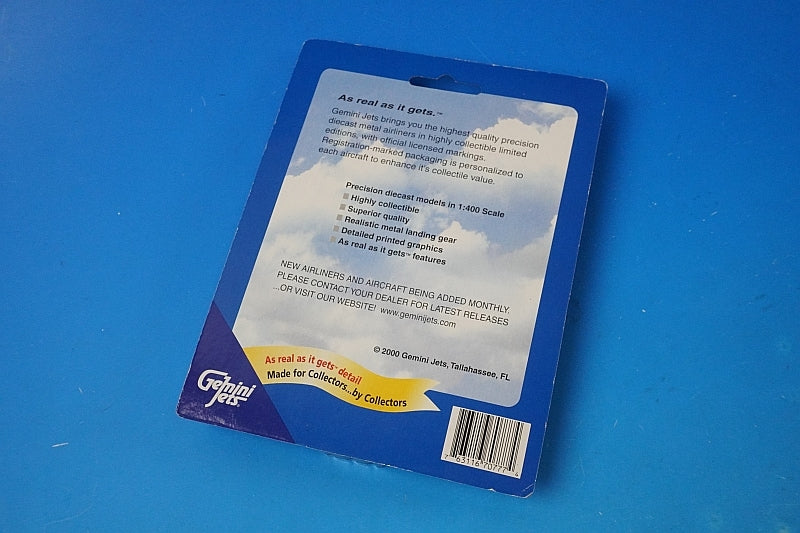 As real as it gets.™
Gemini Jets brings you the highest quality precision
diecast metal airliners in highly collectible limited
editions, with official licensed markings.
Registration-marked packaging is personalized to
each aircraft to enhance it's collectile value.
Precision diecast models in 1:400 Scale
Highly collectible
Superior quality
Realistic metal landing gear
Detailed printed graphics
As real as it gets™ features
NEW AIRLINERS AND AIRCRAFT BEING ADDED MONTHLY.
PLEASE CONTACT YOUR DEALER FOR LATEST RELEASES
...OR VISIT OUR WEBSITE! www.geminijets.com
© 2000 Gemini Jets, Tallahassee, FL
As real as it gets™ detail
Made for Collectors...by Collectors
Gemini
Jets
7 63116 70777 4